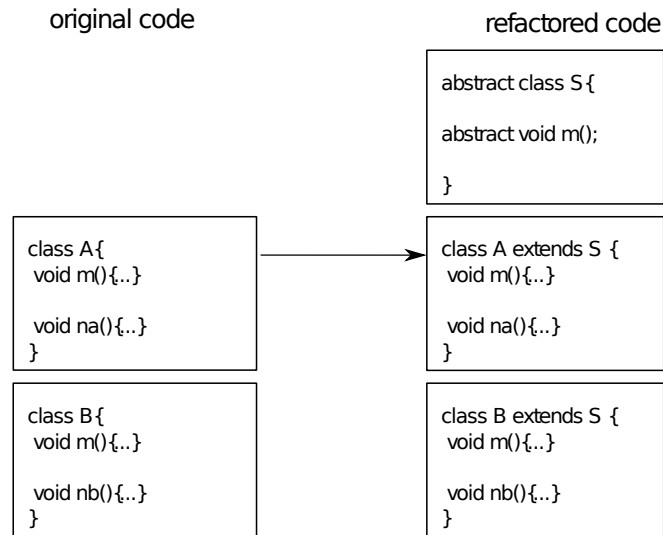 original code
refactored code
abstract class S{
abstract void m();
}
class A{
void m(){...}
void na(){...}
}
class A extends S {
void m(){...}
void na(){...}
}
class B{
void m(){...}
void nb(){...}
}
class B extends S {
void m(){...}
void nb(){...}
}